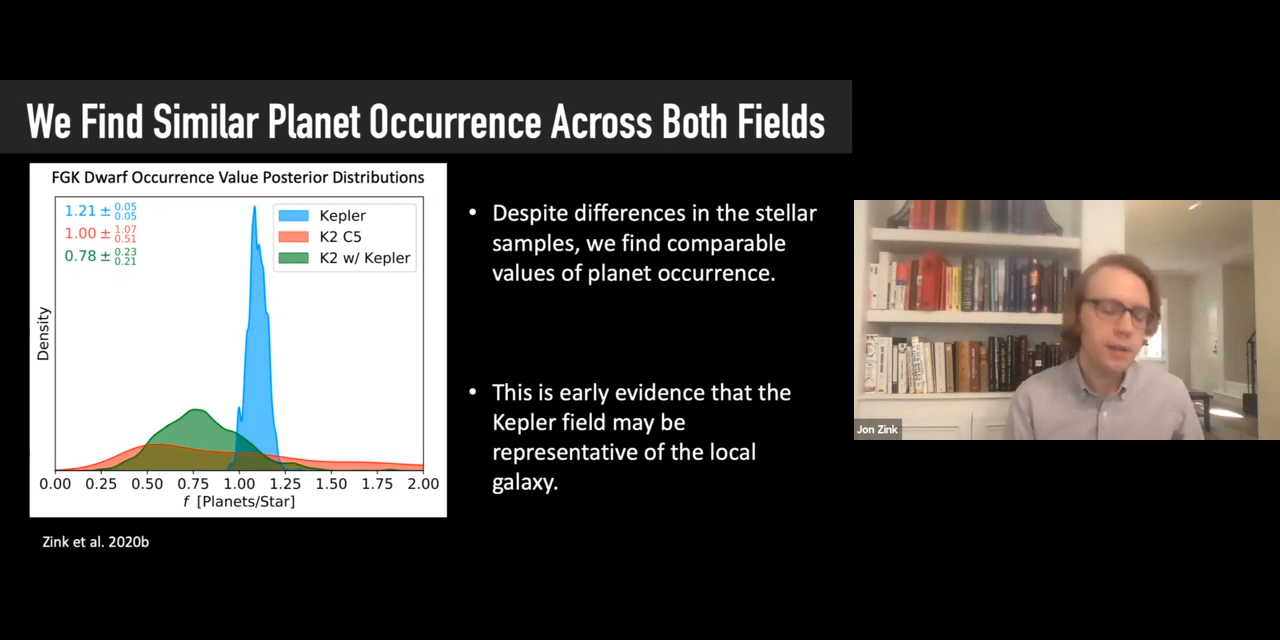 We Find Similar Planet Occurrence Across Both Fields
FGK Dwarf Occurrence Value Posterior Distributions
1.21 ± 0.05 0.05
1.00 ± 1.07 0.51
0.78 ± 0.23 0.21
Kepler
K2 C5
K2 w/ Kepler
Density
0.00 0.25 0.50 0.75 1.00 1.25 1.50 1.75 2.00
f [Planets/Star]
Zink et al. 2020b
• Despite differences in the stellar
samples, we find comparable
values of planet occurrence.
• This is early evidence that the
Kepler field may be
representative of the local
galaxy.
Jon Zink